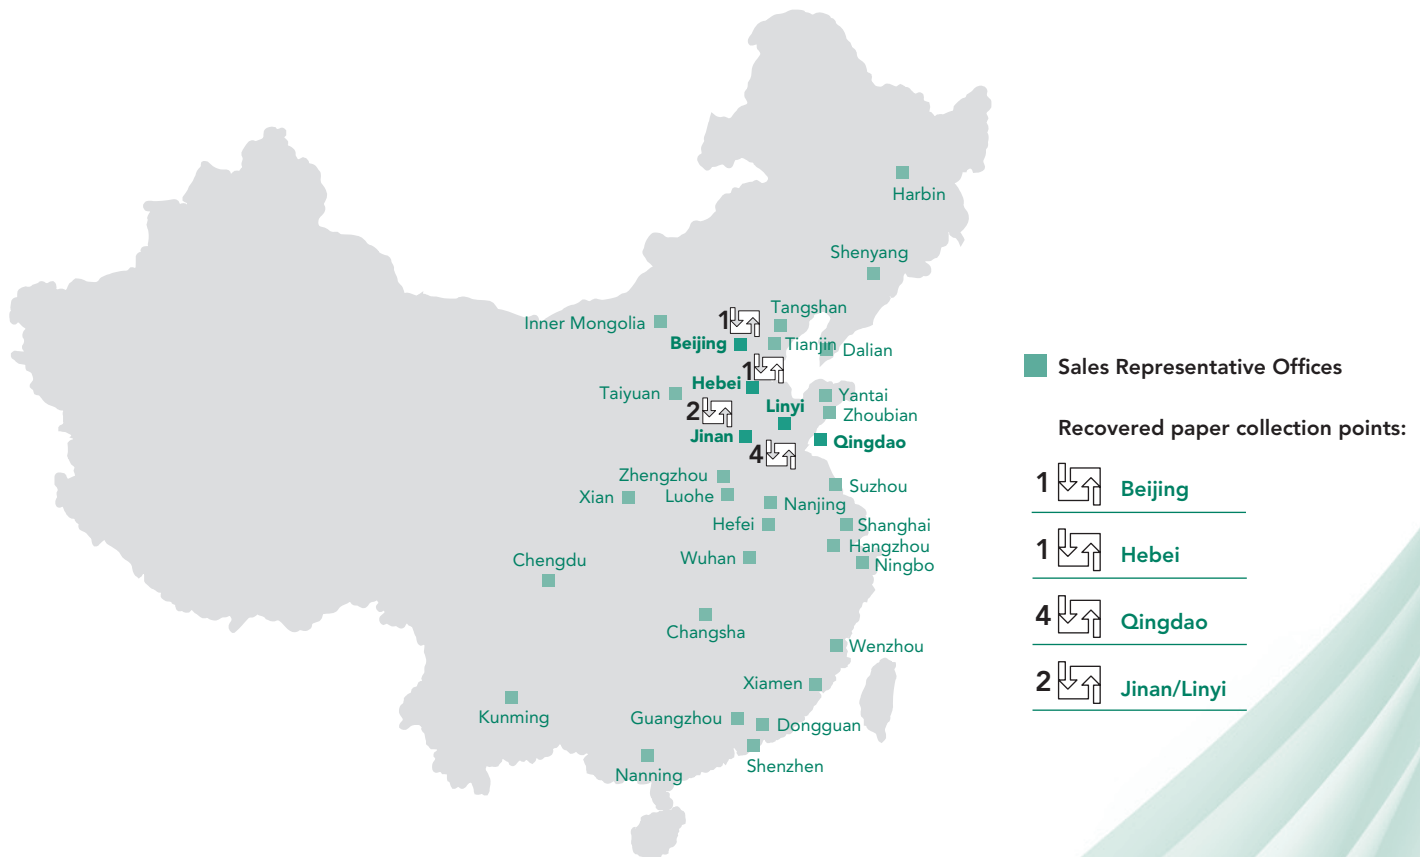 Harbin
Shenyang
Tangshan
Inner Mongolia
1
Beijing
Tianjin
Dalian
1
Hebei
Taiyuan
Yantai
2
Linyi
Zhoubian
Jinan
Qingdao
4
Zhengzhou
Suzhou
Xian
Luohe
Nanjing
Hefei
Shanghai
Hangzhou
Wuhan
Ningbo
Chengdu
Changsha
Wenzhou
Xiamen
Kunming
Guangzhou
Dongguan
Shenzhen
Nanning
Sales Representative Offices
Recovered paper collection points:
1 Beijing
1 Hebei
4 Qingdao
2 Jinan/Linyi